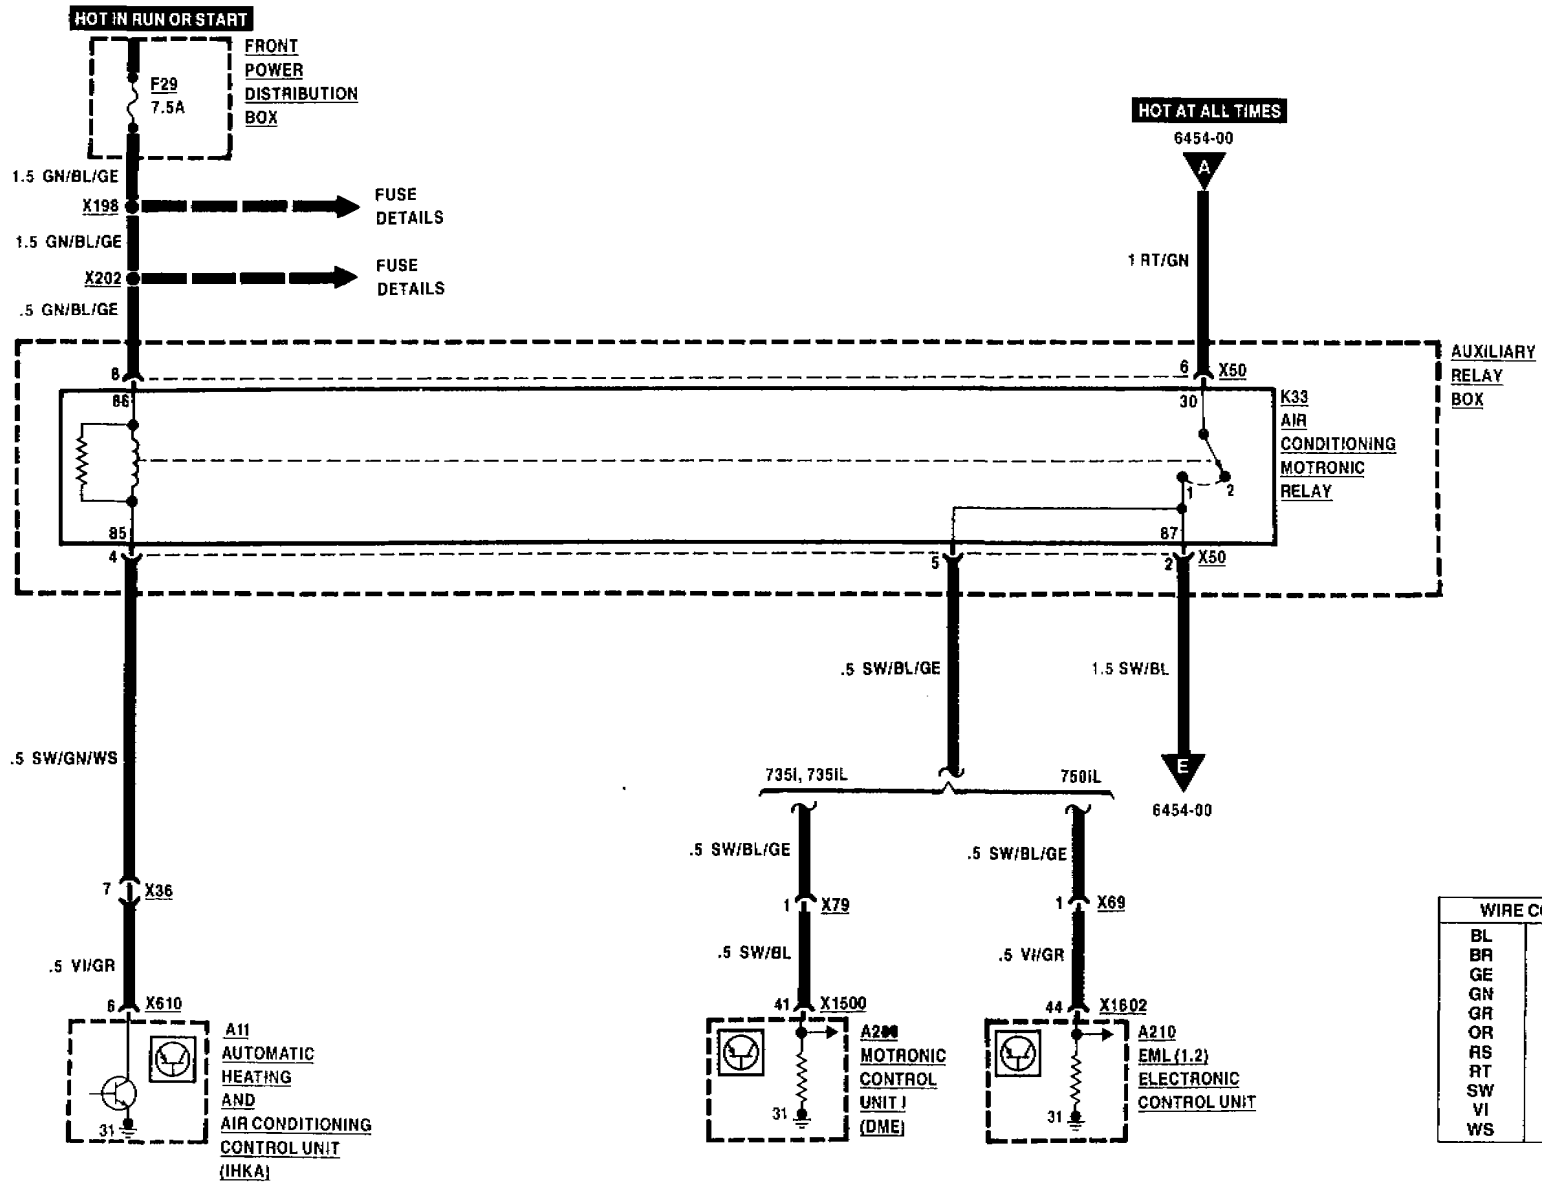 HOT IN RUN OR START
FRONT
POWER
DISTRIBUTION
BOX
F29
7.5A
HOT AT ALL TIMES
6454-00
A
1.5 GN/BL/GE
X198
FUSE
DETAILS
1.5 GN/BL/GE
X202
FUSE
DETAILS
.5 GN/BL/GE
1 RT/GN
AUXILIARY
RELAY
BOX
8
6
X50
86
30
K33
AIR
CONDITIONING
MOTRONIC
RELAY
1
2
85
87
4
5
2
X50
.5 SW/BL/GE
1.5 SW/BL
.5 SW/GN/WS
735I, 735IL
750IL
E
6454-00
.5 SW/BL/GE
.5 SW/BL/GE
7
X36
1
X79
1
X69
.5 VI/GR
.5 SW/BL
.5 VI/GR
6
X610
41
X1500
44
X1602
A11
AUTOMATIC
HEATING
AND
AIR CONDITIONING
CONTROL UNIT
(IHKA)
31
MOTRONIC
CONTROL
UNIT I
(DME)
31
A210
EML (1.2)
ELECTRONIC
CONTROL UNIT
31
WIRE CO
BL
BR
GE
GN
GR
OR
RS
RT
SW
VI
WS